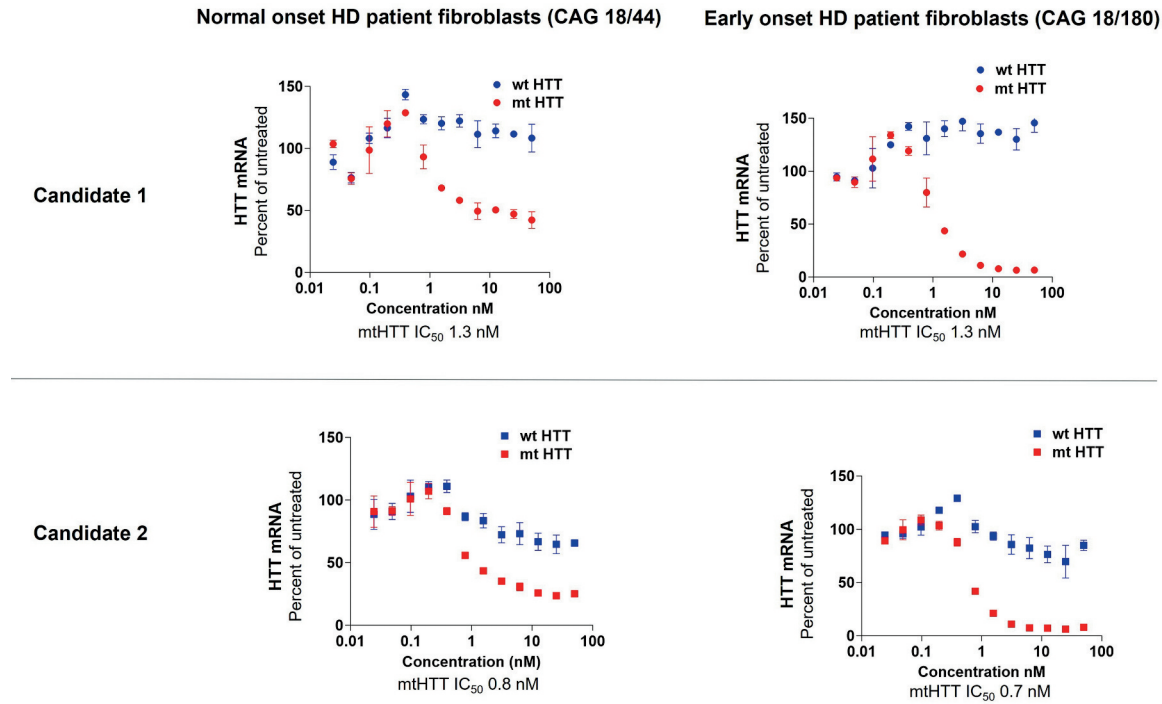 Normal onset HD patient fibroblasts (CAG 18/44)
Early onset HD patient fibroblasts (CAG 18/180)
Candidate 1
HTT mRNA
Percent of untreated
150
100
50
0
0.01
0.1
1
10
100
wt HTT
mt HTT
Concentration nM
mtHTT IC₅₀ 1.3 nM
HTT mRNA
Percent of untreated
150
100
50
0
0.01
0.1
1
10
100
wt HTT
mt HTT
Concentration nM
mtHTT IC₅₀ 1.3 nM
Candidate 2
HTT mRNA
Percent of untreated
150
100
50
0
0.01
0.1
1
10
100
wt HTT
mt HTT
Concentration (nM)
mtHTT IC₅₀ 0.8 nM
HTT mRNA
Percent of untreated
150
100
50
0
0.01
0.1
1
10
100
wt HTT
mt HTT
Concentration nM
mtHTT IC₅₀ 0.7 nM